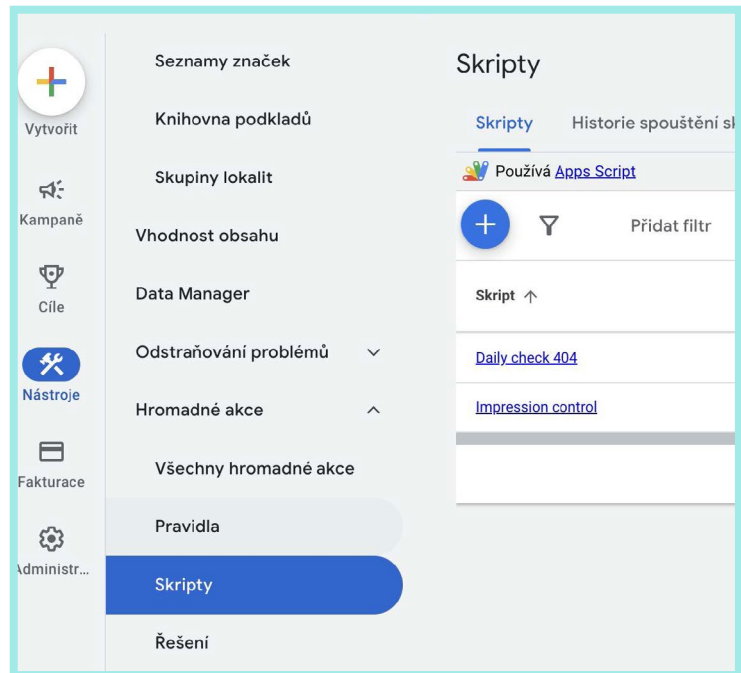 Vytvořit
Kampaně
Cíle
Nástroje
Fakturace
Administr...
Seznamy značek
Knihovna podkladů
Skupiny lokalit
Vhodnost obsahu
Data Manager
Odstraňování problémů
Hromadné akce
Všechny hromadné akce
Pravidla
Skripty
Řešení
Skripty
Skripty Historie spouštění sk
Používá Apps Script
Přidat filtr
Skript
Daily check 404
Impression control